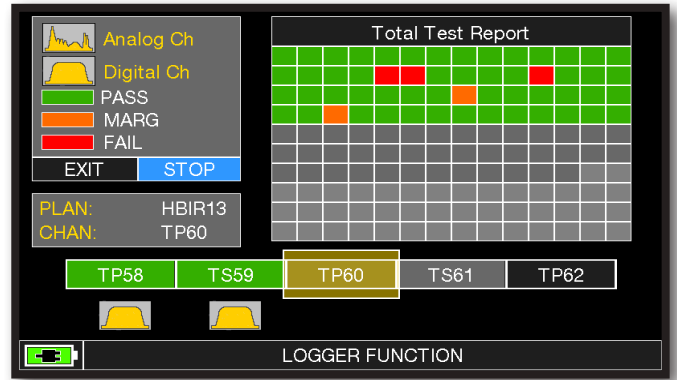 Analog Ch
Digital Ch
PASS
MARG
FAIL
EXIT STOP
PLAN: HBIR13
CHAN: TP60
Total Test Report
TP58 TS59 TP60 TS61 TP62
LOGGER FUNCTION